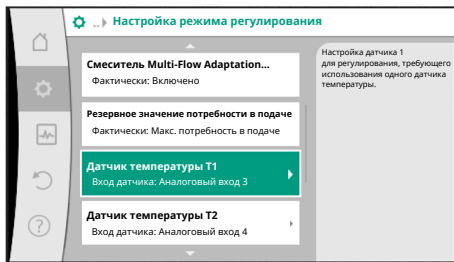 .. Настройка режима регулирования
Смеситель Multi-Flow Adaptation...
Фактически: Включено
Резервное значение потребности в подаче
Фактически: Макс. потребность в подаче
Датчик температуры T1
Вход датчика: Аналоговый вход 3
Датчик температуры T2
Вход датчика: Аналоговый вход 4
Настройка датчика 1
для регулирования, требующего
использования одного датчика
температуры.
?